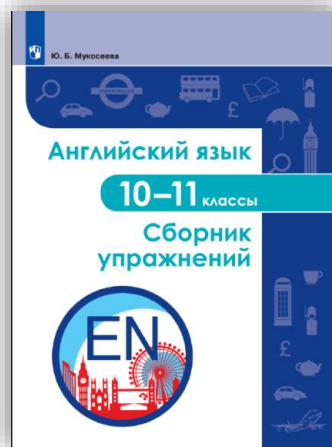 Ю. Б. Мукосеева
Английский язык
10–11 классы
Сборник
упражнений
EN